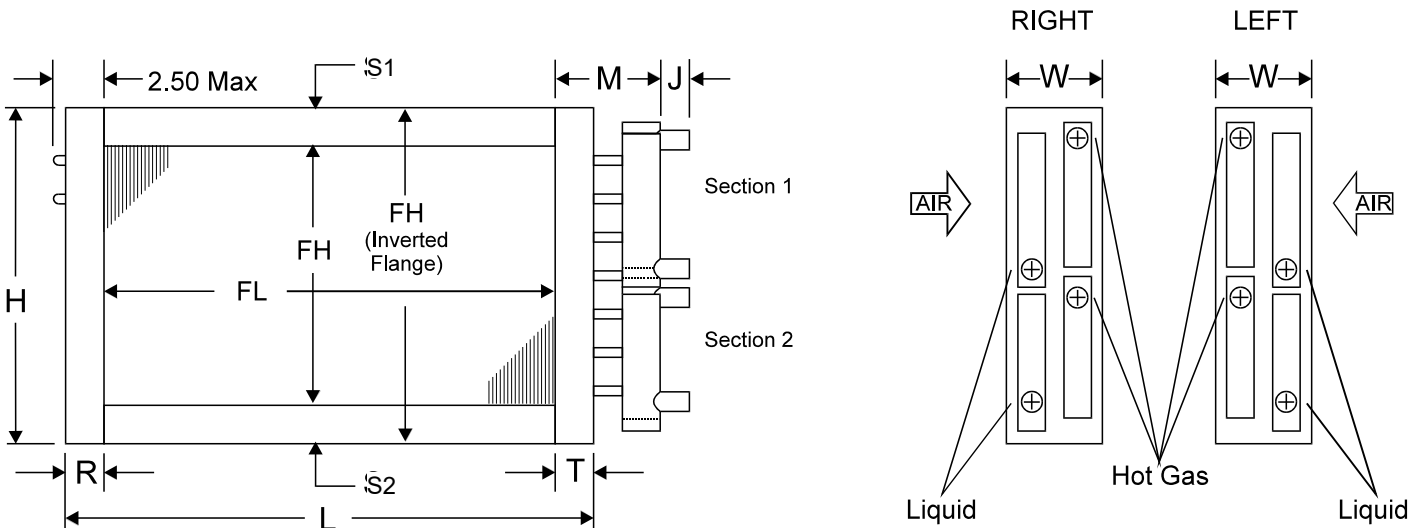 RIGHT
LEFT
S1
M
J
W
W
2.50 Max
Section 1
AIR
AIR
FH
(Inverted
Flange)
FH
FL
H
Section 2
R
T
S2
Hot Gas
L
Liquid
Liquid